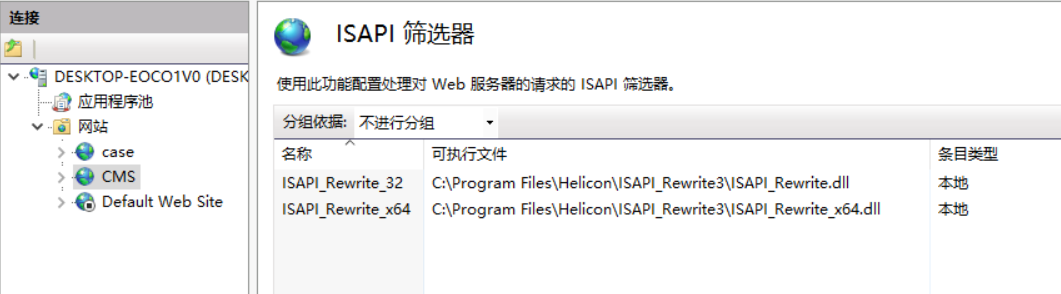 连接
DESKTOP-EOCO1V0 (DESK
应用程序池
网站
case
CMS
Default Web Site
ISAPI 筛选器
使用此功能配置处理对 Web 服务器的请求的 ISAPI 筛选器。
分组依据: 不进行分组
名称 可执行文件 条目类型
ISAPI_Rewrite_32 C:\Program Files\Helicon\ISAPI_Rewrite3\ISAPI_Rewrite.dll 本地
ISAPI_Rewrite_x64 C:\Program Files\Helicon\ISAPI_Rewrite3\ISAPI_Rewrite_x64.dll 本地